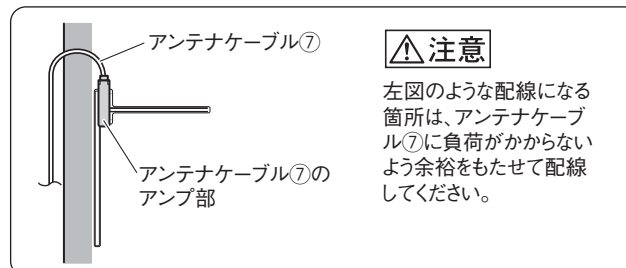 アンテナケーブル⑦
アンテナケーブル⑦の
アンプ部
注意
左図のような配線になる
箇所は、アンテナケーブ
ル⑦に負荷がかからない
よう余裕をもたせて配線
してください。